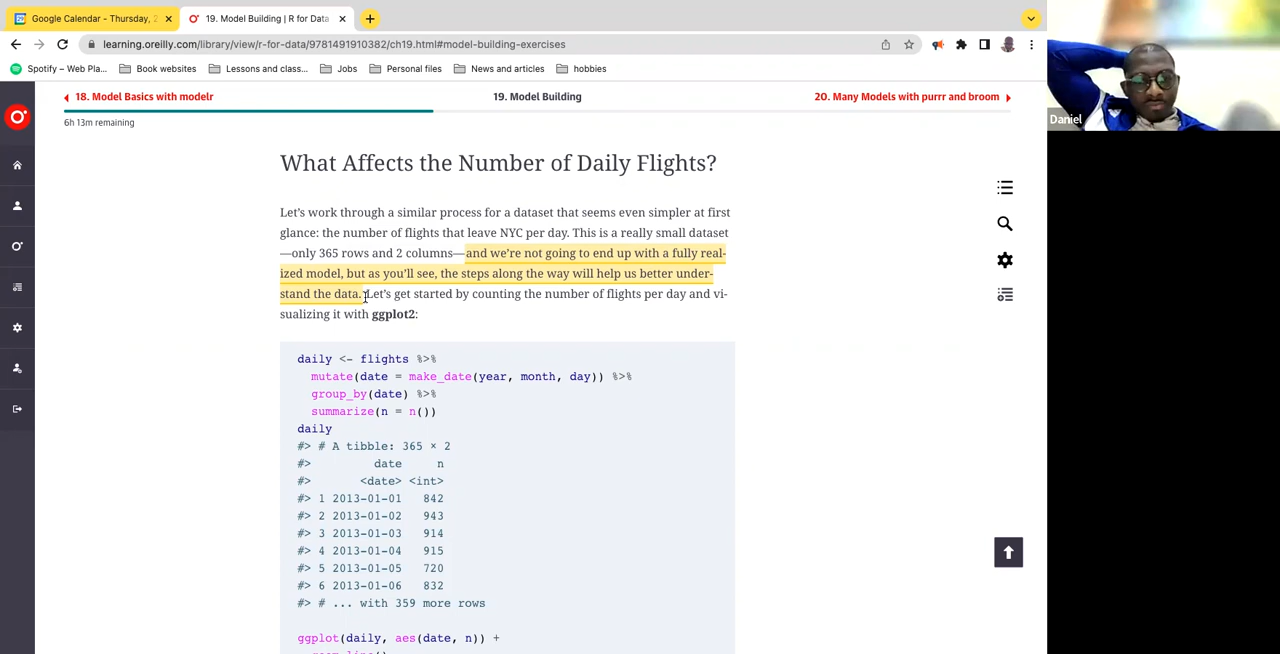 Google Calendar - Thursday, 2
19. Model Building | R for Data
learning.oreilly.com/library/view/r-for-data/9781491910382/ch19.html#model-building-exercises
Spotify – Web Pla...
Book websites
Lessons and class...
Jobs
Personal files
News and articles
hobbies
Daniel
18. Model Basics with modelr
19. Model Building
20. Many Models with purrr and broom
6h 13m remaining
What Affects the Number of Daily Flights?
Let's work through a similar process for a dataset that seems even simpler at first
glance: the number of flights that leave NYC per day. This is a really small dataset
—only 365 rows and 2 columns—and we're not going to end up with a fully real-
ized model, but as you'll see, the steps along the way will help us better under-
stand the data. Let's get started by counting the number of flights per day and vi-
sualizing it with ggplot2:
daily <- flights %>%
mutate(date = make_date(year, month, day)) %>%
group_by(date) %>%
summarize(n = n())
daily
#> # A tibble: 365 × 2
#> date n
#> <date> <int>
#> 1 2013-01-01 842
#> 2 2013-01-02 943
#> 3 2013-01-03 914
#> 4 2013-01-04 915
#> 5 2013-01-05 720
#> 6 2013-01-06 832
#> # ... with 359 more rows
ggplot(daily, aes(date, n)) +